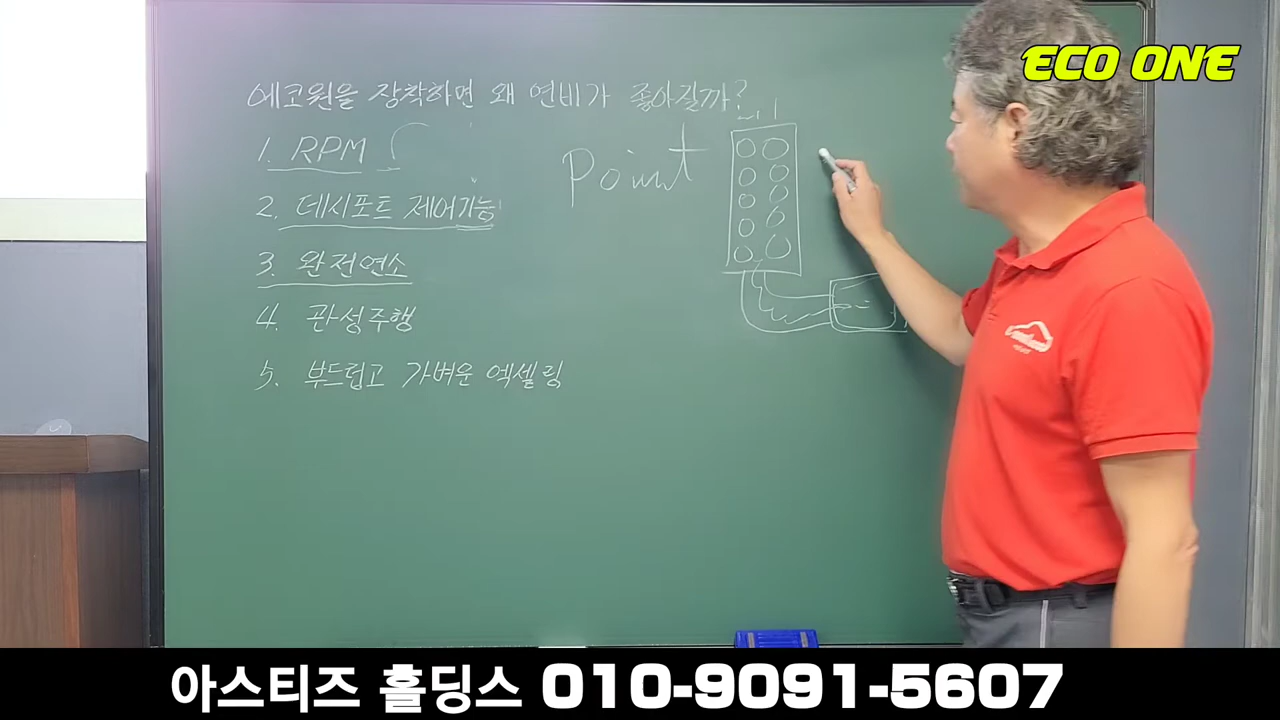 ECO ONE
에코원을 장착하면 왜 연비가 좋아질까?
1. RPM
Point
2. 데시포트 제어기능
3. 완전연소
4. 관성주행
5. 부드럽고 가벼운 엑셀링
아스티즈 홀딩스 010-9091-5607